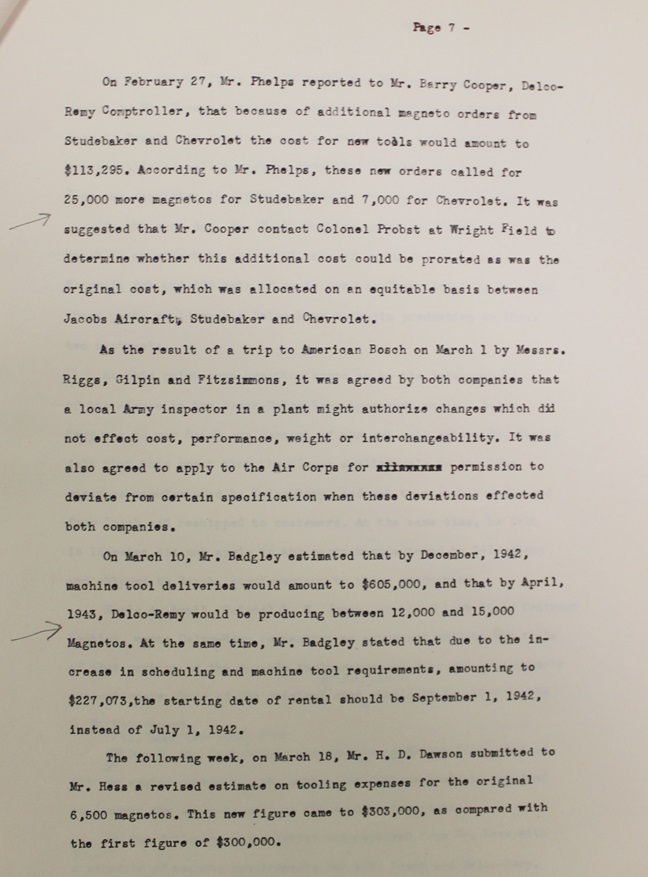 Page 7 -
On February 27, Mr. Phelps reported to Mr. Barry Cooper, Delco-
Remy Comptroller, that because of additional magneto orders from
Studebaker and Chevrolet the cost for new tools would amount to
$113,295. According to Mr. Phelps, these new orders called for
25,000 more magnetos for Studebaker and 7,000 for Chevrolet. It was
suggested that Mr. Cooper contact Colonel Probst at Wright Field to
determine whether this additional cost could be prorated as was the
original cost, which was allocated on an equitable basis between
Jacobs Aircraft, Studebaker and Chevrolet.
As the result of a trip to American Bosch on March 1 by Messrs.
Riggs, Gilpin and Fitzsimmons, it was agreed by both companies that
a local Army inspector in a plant might authorize changes which did
not effect cost, performance, weight or interchangeability. It was
also agreed to apply to the Air Corps for permission to
deviate from certain specification when these deviations effected
both companies.
On March 10, Mr. Badgley estimated that by December, 1942,
machine tool deliveries would amount to $605,000, and that by April,
1943, Delco-Remy would be producing between 12,000 and 15,000
Magnetos. At the same time, Mr. Badgley stated that due to the in-
crease in scheduling and machine tool requirements, amounting to
$227,073,the starting date of rental should be September 1, 1942,
instead of July 1, 1942.
The following week, on March 18, Mr. H. D. Dawson submitted to
Mr. Hess a revised estimate on tooling expenses for the original
6,500 magnetos. This new figure came to $303,000, as compared with
the first figure of $300,000.